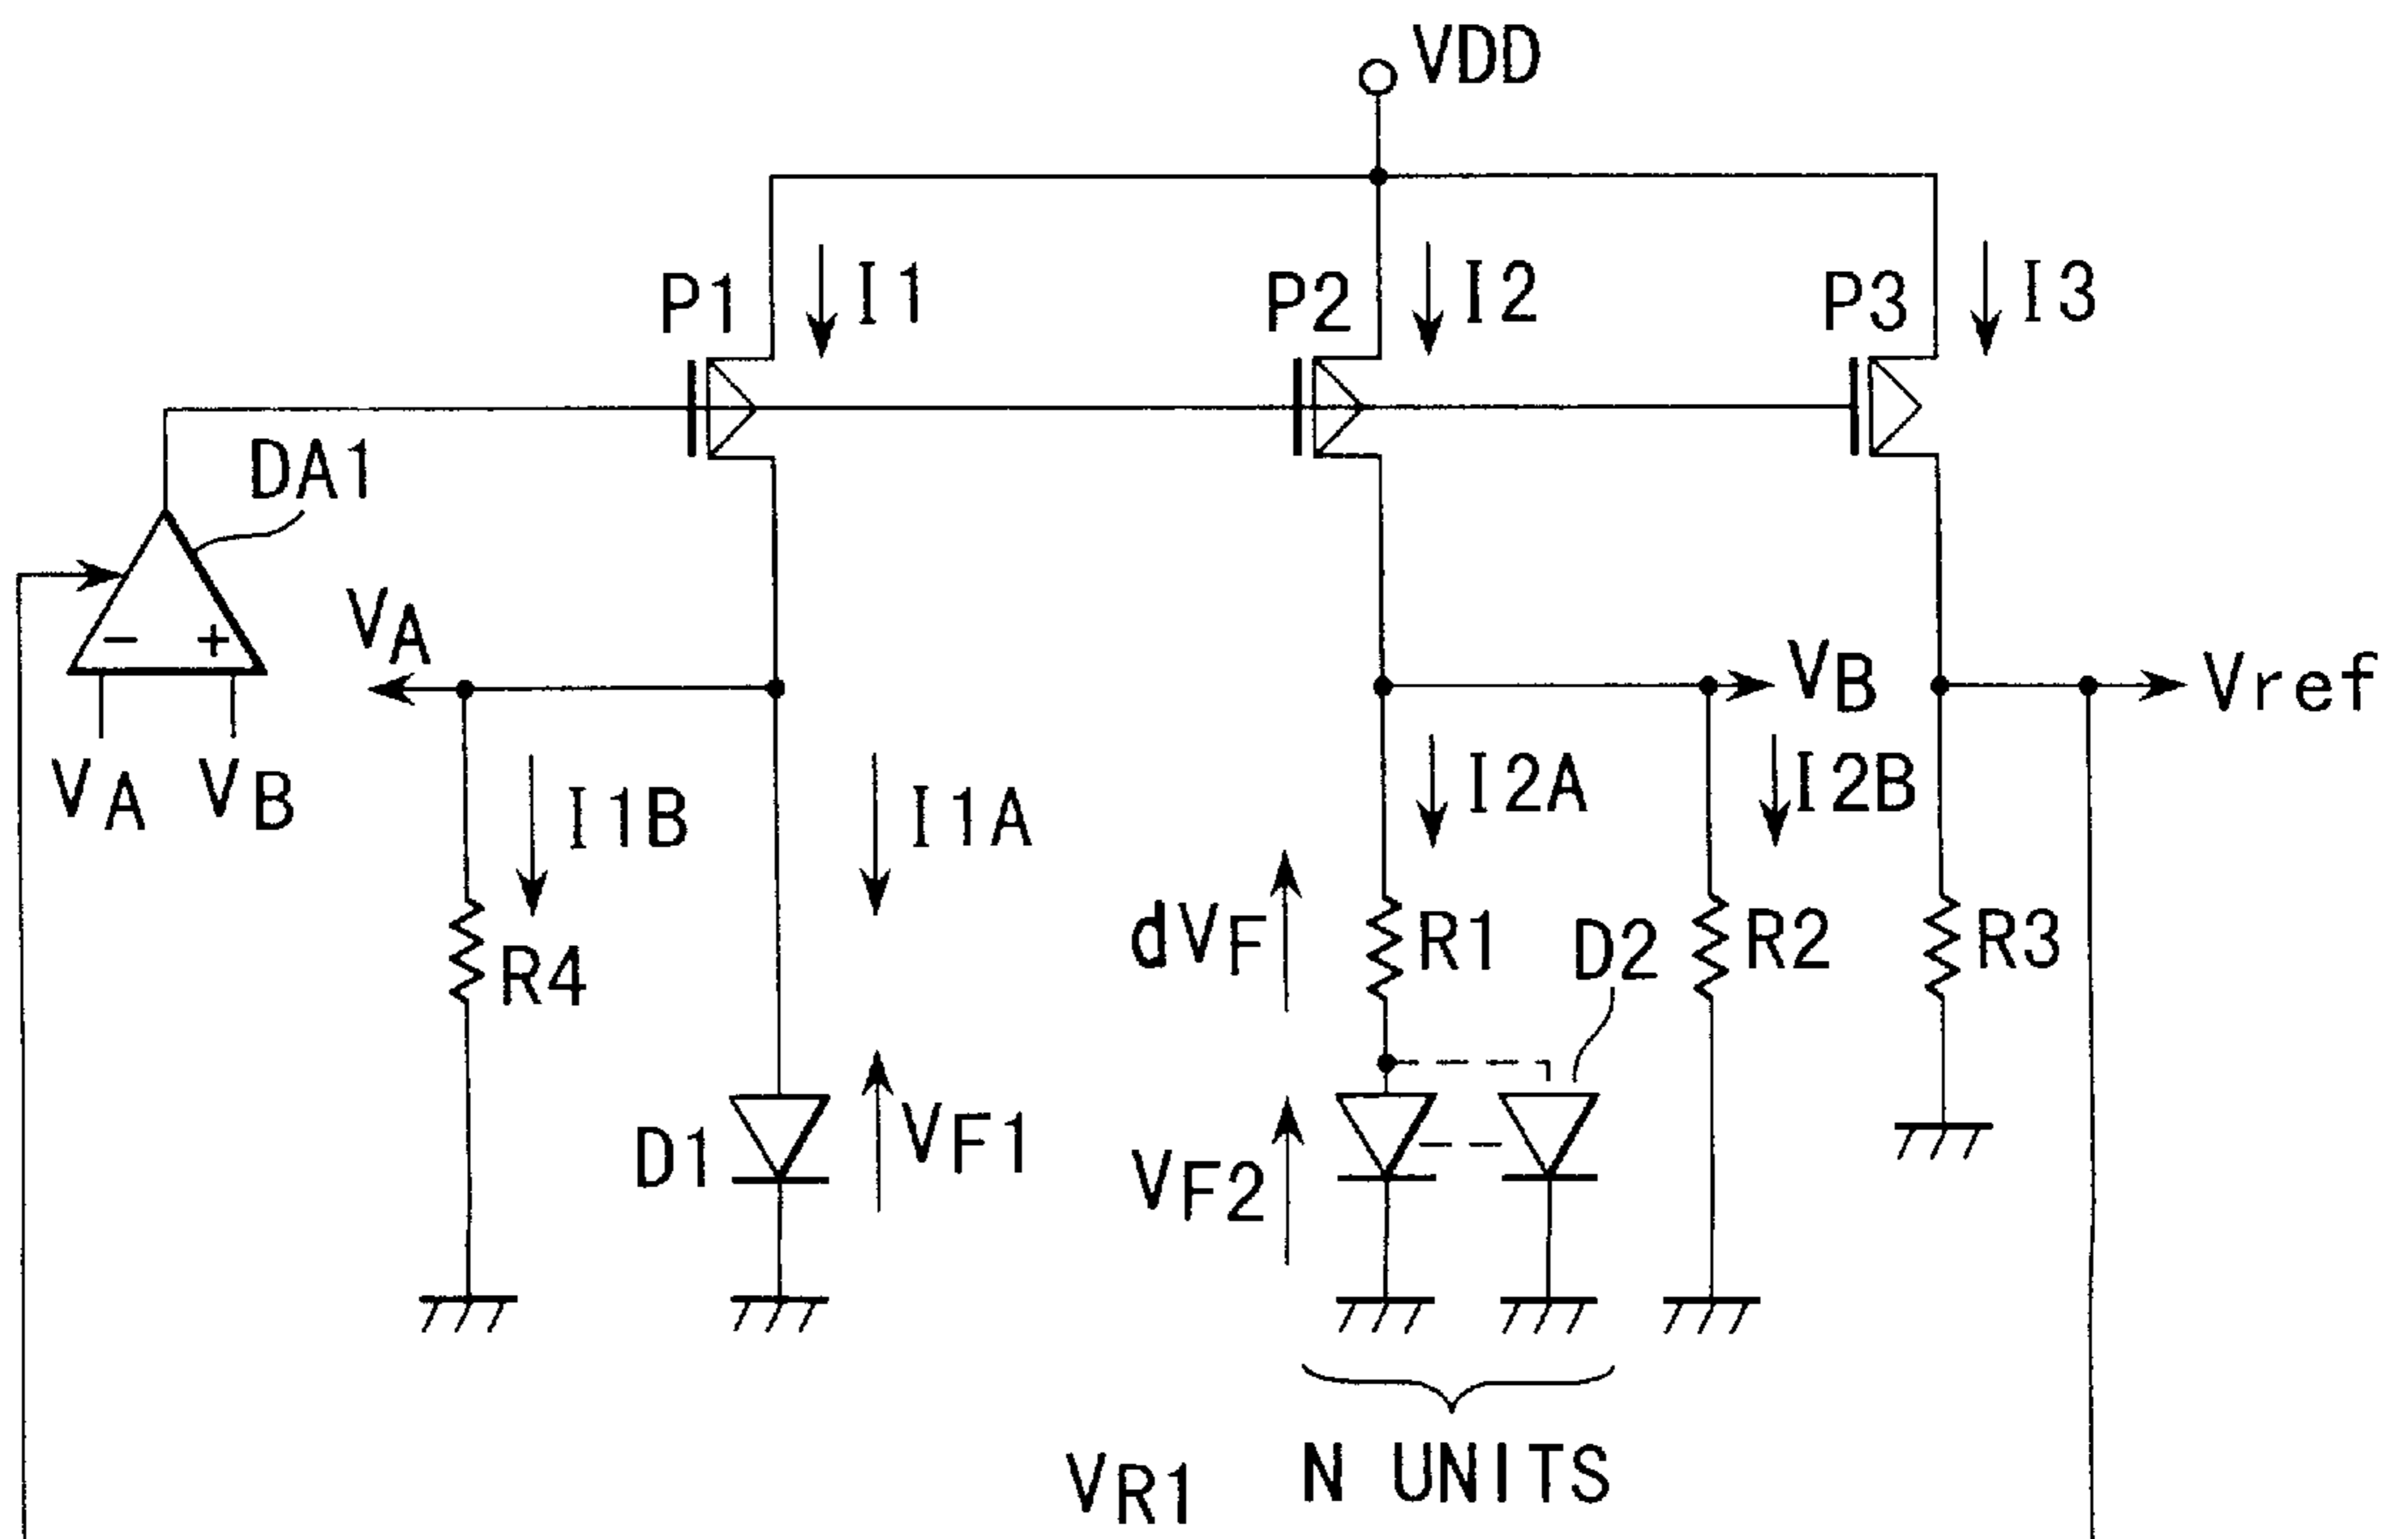 VDD
P1
I1
P2
I2
P3
I3
DA1
VA
- +
VA VB
VB
Vref
I1B
I1A
I2A
I2B
R4
dVF
R1
D2
R2
R3
D1
VF1
VF2
VR1
N UNITS